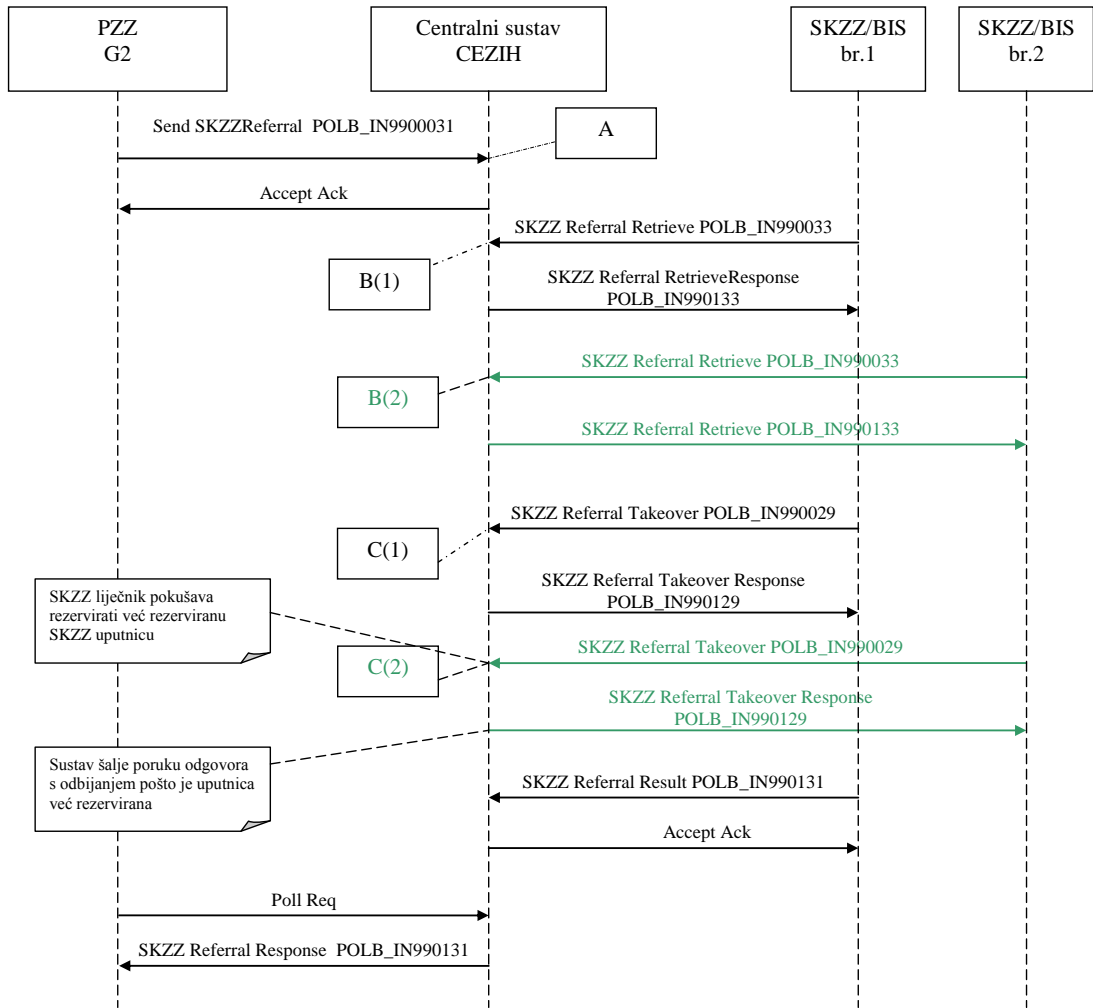 PZZ
G2
Centralni sustav
CEZIH
SKZZ/BIS
br.1
SKZZ/BIS
br.2
Send SKZZReferral  POLB_IN9900031
A
Accept Ack
SKZZ Referral Retrieve POLB_IN990033
B(1)
SKZZ Referral RetrieveResponse
POLB_IN990133
SKZZ Referral Retrieve POLB_IN990033
B(2)
SKZZ Referral Retrieve POLB_IN990133
SKZZ Referral Takeover POLB_IN990029
C(1)
SKZZ Referral Takeover Response
POLB_IN990129
SKZZ liječnik pokušava
rezervirati već rezerviranu
SKZZ uputnicu
SKZZ Referral Takeover POLB_IN990029
C(2)
SKZZ Referral Takeover Response
POLB_IN990129
Sustav šalje poruku odgovora
s odbijanjem pošto je uputnica
već rezervirana
SKZZ Referral Result POLB_IN990131
Accept Ack
Poll Req
SKZZ Referral Response  POLB_IN990131